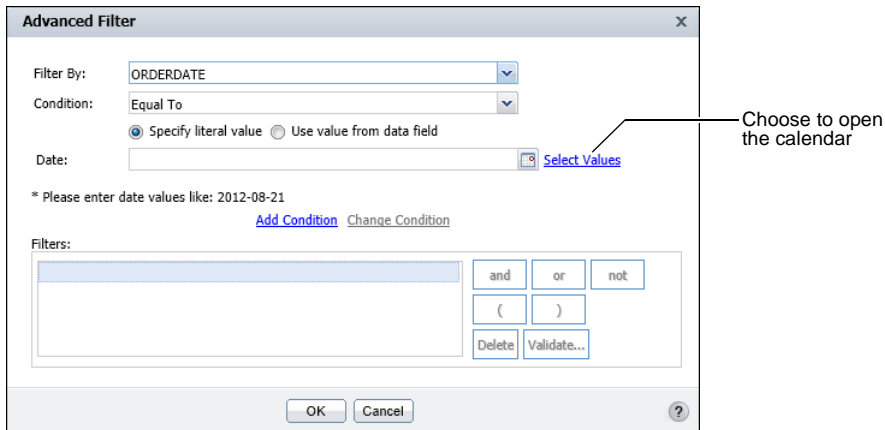 Advanced Filter x
Filter By: ORDERDATE
Condition: Equal To
Specify literal value Use value from data field
Choose to open
the calendar
Date: Select Values
* Please enter date values like: 2012-08-21
Add Condition Change Condition
Filters:
and or not
( )
Delete Validate...
OK Cancel ?